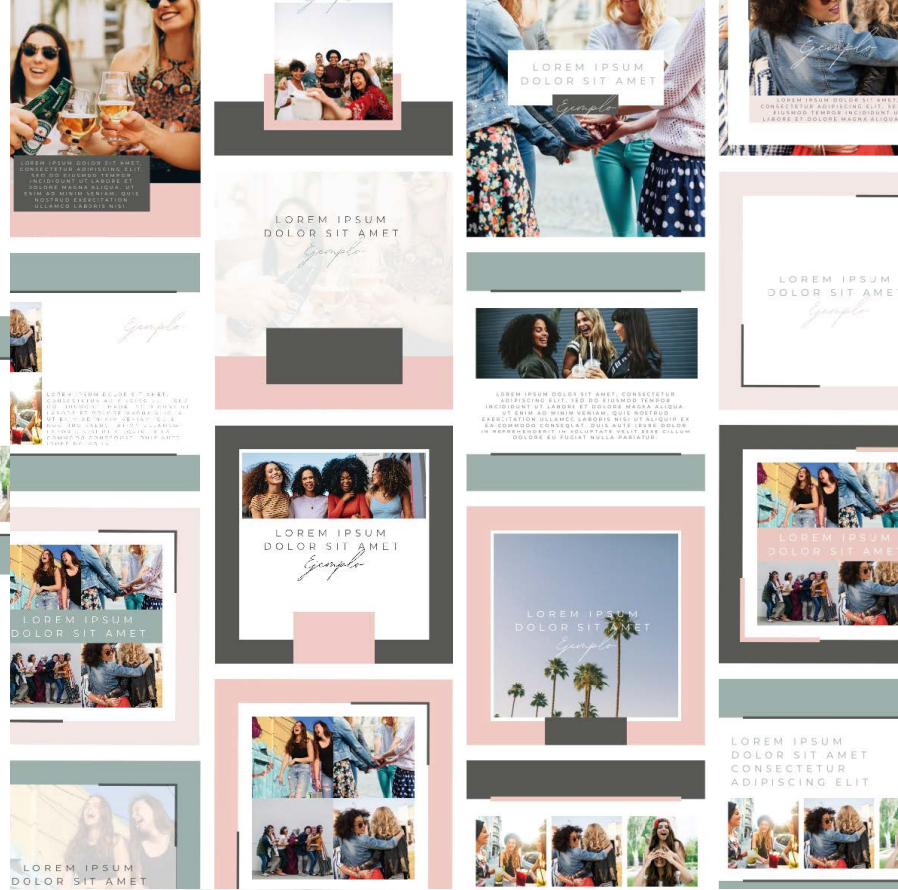 LOREM IPSUM DOLOR SIT AMET,
CONSECTETUR ADIPISCING ELIT,
SED DO EIUSMOD TEMPOR
INCIDIDUNT UT LABORE ET
DOLORE MAGNA ALIQUA. UT
ENIM AD MINIM VENIAM, QUIS
NOSTRUD EXERCITATION
ULLAMCO LABORIS NISI
Ejemplo
LOREM IPSUM
DOLOR SIT AMET
LOREM IPSUM
DOLOR SIT AMET
Ejemplo
LOREM IPSUM
DOLOR SIT AMET
Ejemplo
LOREM IPSUM
DOLOR SIT AMET
Ejemplo
LOREM IPSUM
DOLOR SIT AMET
Ejemplo
LOREM IPSUM DOLOR SIT AMET, CONSECTETUR
ADIPISCING ELIT, SED DO EIUSMOD TEMPOR
INCIDIDUNT UT LABORE ET DOLORE MAGNA ALIQUA.
UT ENIM AD MINIM VENIAM, QUIS NOSTRUD
EXERCITATION ULLAMCO LABORIS NISI UT ALIQUIP EX
EA COMMODO CONSEQUAT. DUIS AUTE IRURE DOLOR
IN REPREHENDERIT IN VOLUPTATE VELIT ESSE CILLUM
DOLORE EU FUGIAT NULLA PARIATUR.
LOREM IPSUM
DOLOR SIT AMET
Ejemplo
Ejemplo
LOREM IPSUM DOLOR SIT AMET,
CONSECTETUR ADIPISCING ELIT, SE
EIUSMOD TEMPOR INCIDIDUNT U
LABORE ET DOLORE MAGNA ALIQUA
LOREM IPSUM
DOLOR SIT AME
Ejemplo
LOREM IPSUM
DOLOR SIT AME
LOREM IPSUM
DOLOR SIT AMET
CONSECTETUR
ADIPISCING ELIT